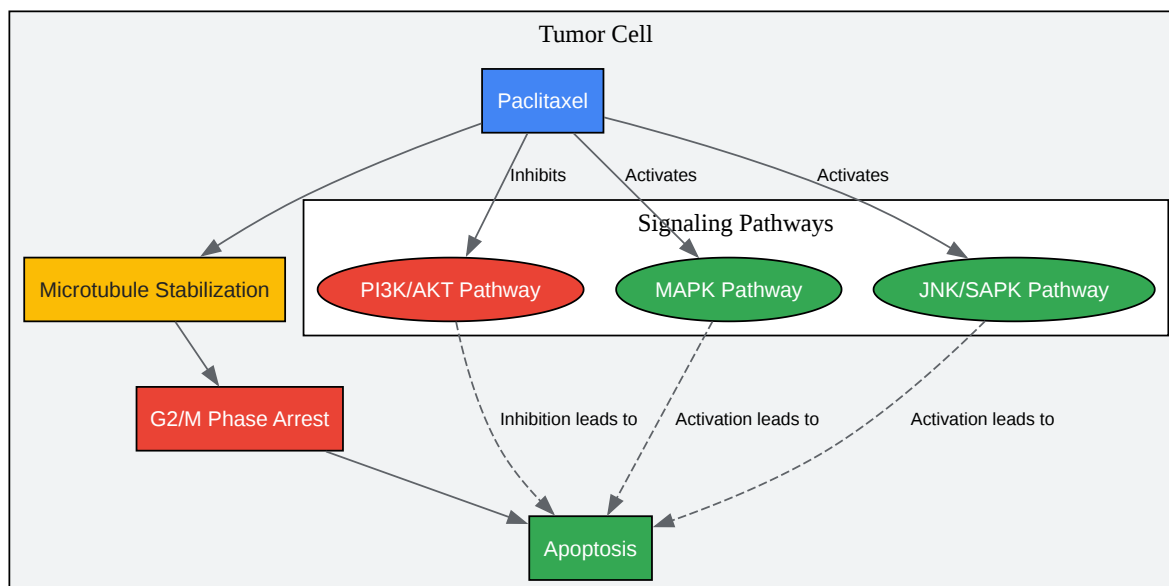 Tumor Cell
Paclitaxel
Inhibits
Activates
Activates
Signaling Pathways
Microtubule Stabilization
PI3K/AKT Pathway
MAPK Pathway
JNK/SAPK Pathway
G2/M Phase Arrest
Inhibition leads to
Activation leads to
Activation leads to
Apoptosis